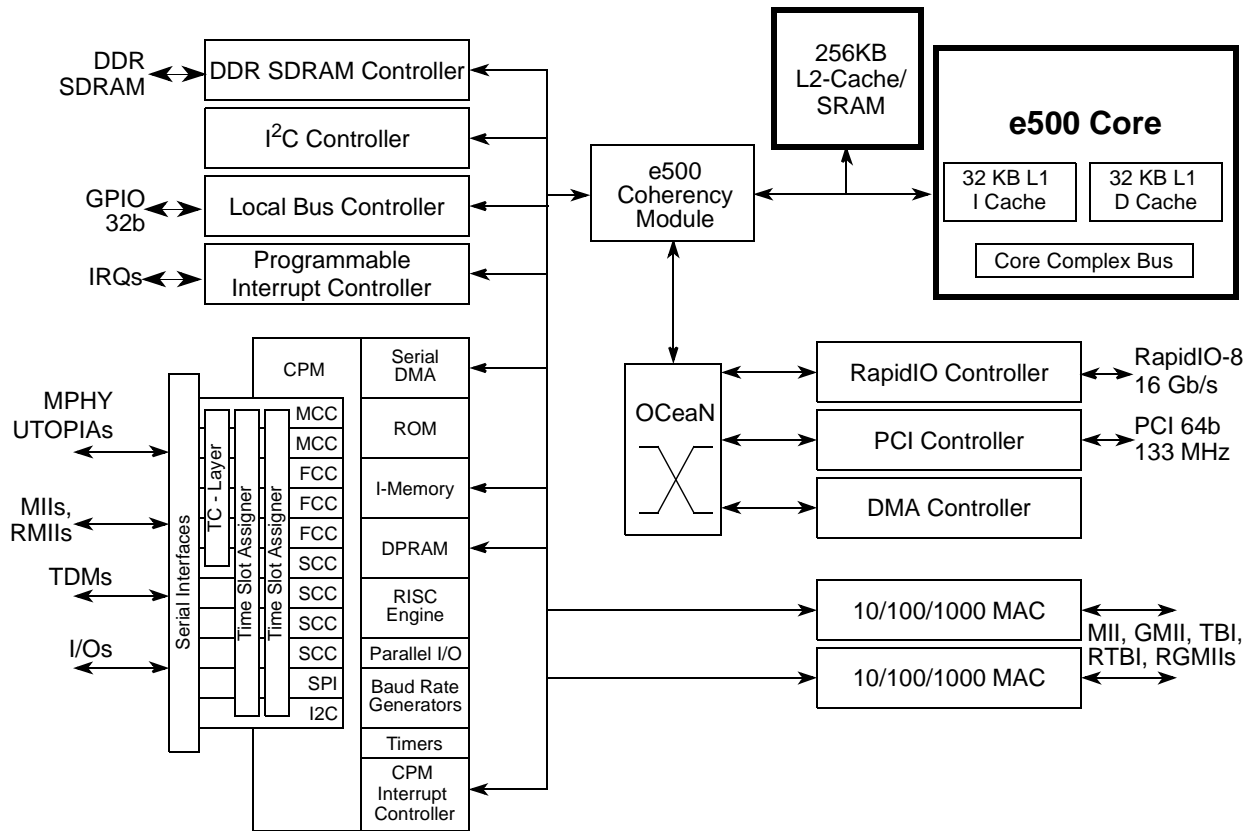 DDR
SDRAM
DDR SDRAM Controller
I2C Controller
GPIO
32b
Local Bus Controller
IRQs
Programmable
Interrupt Controller
256KB
L2-Cache/
SRAM
e500 Core
32 KB L1
I Cache
32 KB L1
D Cache
Core Complex Bus
e500
Coherency
Module
OCeaN
RapidIO Controller
RapidIO-8
16 Gb/s
PCI Controller
PCI 64b
133 MHz
DMA Controller
10/100/1000 MAC
10/100/1000 MAC
MII, GMII, TBI,
RTBI, RGMIIs
MPHY
UTOPIAs
MIIs,
RMIIs
TDMs
I/Os
Serial Interfaces
TC - Layer
Time Slot Assigner
Time Slot Assigner
CPM
MCC
MCC
FCC
FCC
FCC
SCC
SCC
SCC
SCC
SPI
I2C
Serial
DMA
ROM
I-Memory
DPRAM
RISC
Engine
Parallel I/O
Baud Rate
Generators
Timers
CPM
Interrupt
Controller